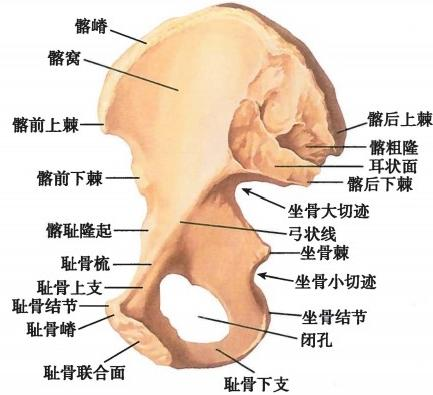 髂嵴
髂窝
髂前上棘
髂前下棘
髂耻隆起
耻骨梳
耻骨上支
耻骨结节
耻骨嵴
耻骨联合面
髂后上棘
髂粗隆
耳状面
髂后下棘
坐骨大切迹
弓状线
坐骨棘
坐骨小切迹
坐骨结节
闭孔
耻骨下支